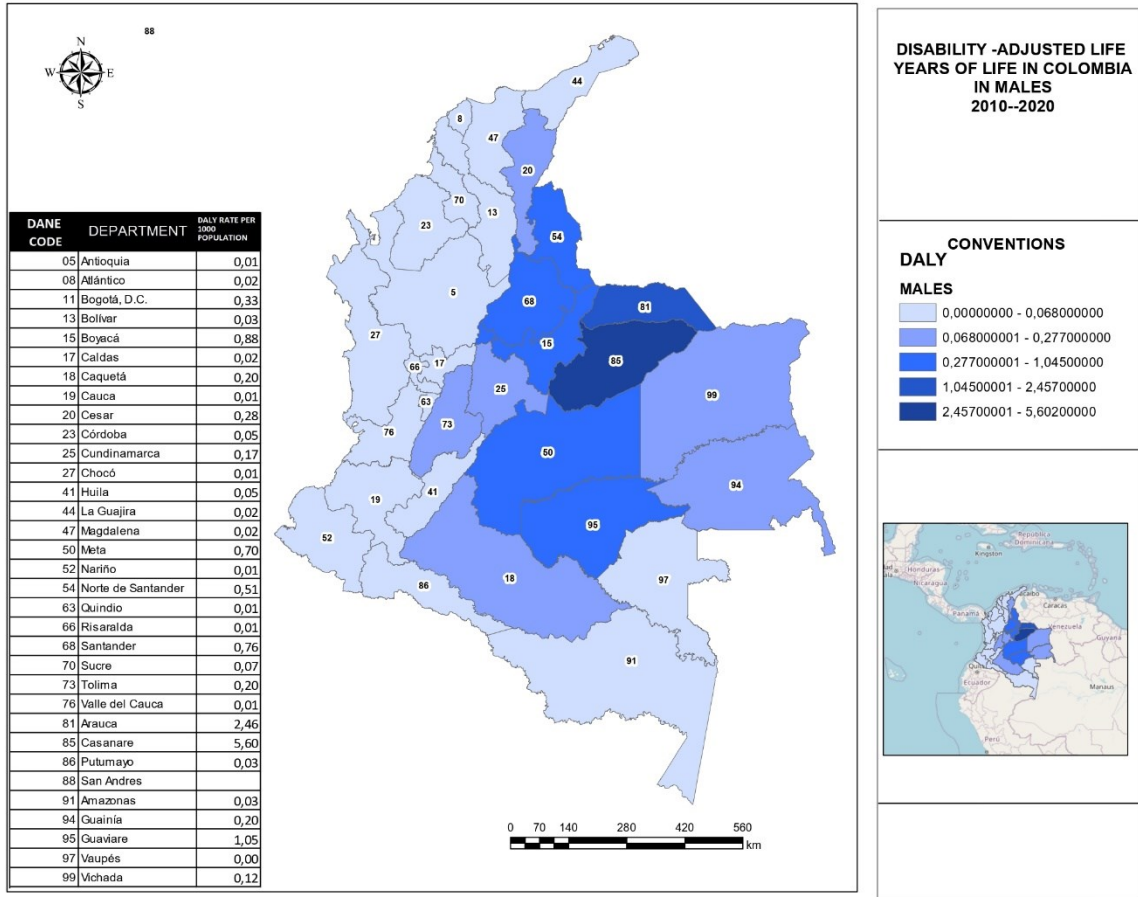 88
N
W E
S
DANE CODE DEPARTMENT DALY RATE PER 1000 POPULATION
05 Antioquia 0,01
08 Atlántico 0,02
11 Bogotá, D.C. 0,33
13 Bolívar 0,03
15 Boyacá 0,88
17 Caldas 0,02
18 Caquetá 0,20
19 Cauca 0,01
20 Cesar 0,28
23 Córdoba 0,05
25 Cundinamarca 0,17
27 Chocó 0,01
41 Huila 0,05
44 La Guajira 0,02
47 Magdalena 0,02
50 Meta 0,70
52 Nariño 0,01
54 Norte de Santander 0,51
63 Quindio 0,01
66 Risaralda 0,01
68 Santander 0,76
70 Sucre 0,07
73 Tolima 0,20
76 Valle del Cauca 0,01
81 Arauca 2,46
85 Casanare 5,60
86 Putumayo 0,03
88 San Andres
91 Amazonas 0,03
94 Guainía 0,20
95 Guaviare 1,05
97 Vaupés 0,00
99 Vichada 0,12
44
8
47
20
70
13
23
54
5
68
81
27
15
85
66
17
25
99
63
73
76
50
94
41
19
95
52
18
97
86
91
0 70 140 280 420 560
km
DISABILITY -ADJUSTED LIFE
YEARS OF LIFE IN COLOMBIA
IN MALES
2010--2020
CONVENTIONS
DALY
MALES
0,00000000 - 0,068000000
0,068000001 - 0,277000000
0,277000001 - 1,04500000
1,04500001 - 2,45700000
2,45700001 - 5,60200000
República
Dominicana
Kingston
Honduras
Nicaragua
Caracas
Panamá
Venezuela
Guyana
Ecuador
Manaus
Perú